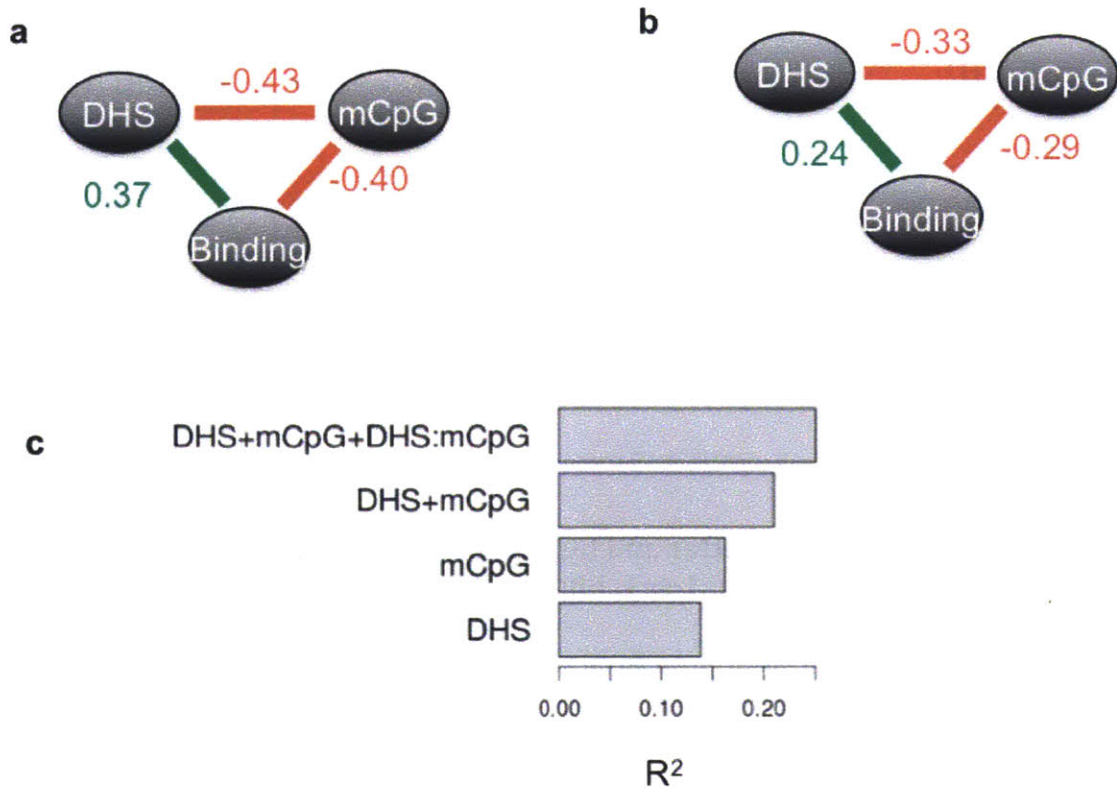 a
DHS
-0.43
mCpG
0.37
-0.40
Binding
b
DHS
-0.33
mCpG
0.24
-0.29
Binding
c
DHS+mCpG+DHS:mCpG
DHS+mCpG
mCpG
DHS
0.00 0.10 0.20
R²